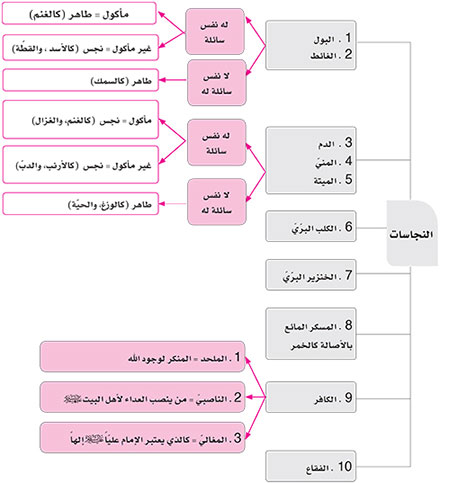 النجاسات
1 . البول
2 . الغائط
له نفس
سائلة
مأكول = طاهر (كالغنم)
غير مأكول = نجس (كالأسد، والقطّة)
لا نفس
سائلة له
طاهر (كالسمك)
3 . الدم
4 . المنيّ
5 . الميتة
له نفس
سائلة
مأكول = نجس (كالغنم، والغزال)
غير مأكول = نجس (كالأرنب، والدبّ)
لا نفس
سائلة له
طاهر (كالوزغ، والحيّة)
6 . الكلب البرّيّ
7 . الخنزير البرّيّ
8 . المسكر المائع
بالأصالة كالخمر
9 . الكافر
1 . الملحد = المنكر لوجود الله
2 . الناصبيّ = من ينصب العداء لأهل البيت
3 . المغالي = كالذي يعتبر الإمام عليّاً إلهاً
10 . الفقاع